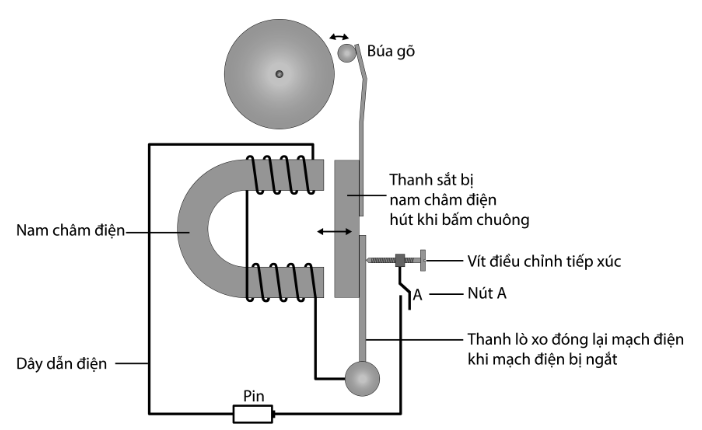 Búa gõ
Thanh sắt bị
nam châm điện
hút khi bấm chuông
Nam châm điện
Vít điều chỉnh tiếp xúc
A
Nút A
Thanh lò xo đóng lại mạch điện
khi mạch điện bị ngắt
Dây dẫn điện
Pin